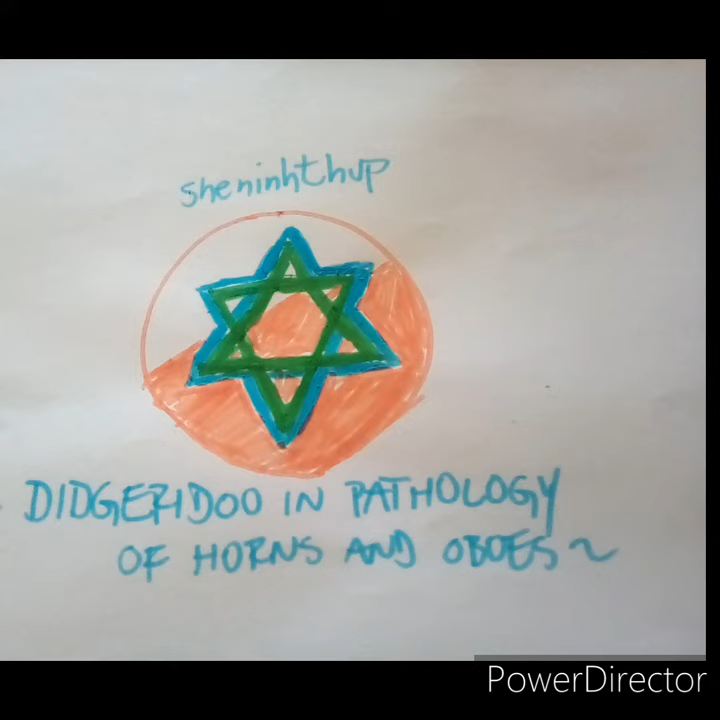 sheninhthup
DIDGERIDOO IN PATHOLOGY
OF HORNS AND OBOES ~
PowerDirector